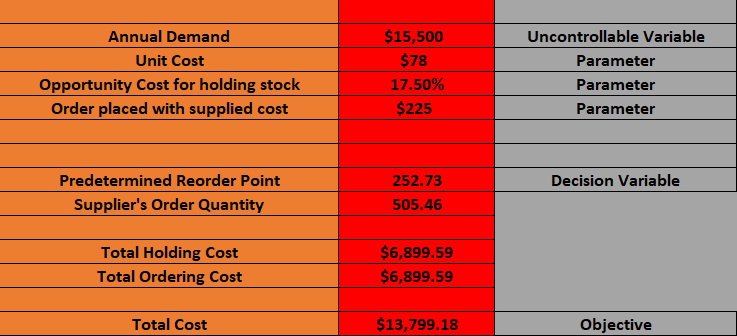 Annual Demand $15,500 Uncontrollable Variable
Unit Cost $78 Parameter
Opportunity Cost for holding stock 17.50% Parameter
Order placed with supplied cost $225 Parameter
Predetermined Reorder Point 252.73 Decision Variable
Supplier's Order Quantity 505.46
Total Holding Cost $6,899.59
Total Ordering Cost $6,899.59
Total Cost $13,799.18 Objective